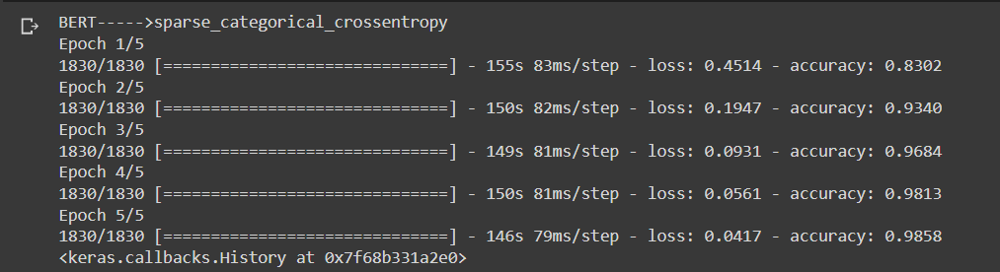 BERT----->sparse_categorical_crossentropy
Epoch 1/5
1830/1830 [==============================] - 155s 83ms/step - loss: 0.4514 - accuracy: 0.8302
Epoch 2/5
1830/1830 [==============================] - 150s 82ms/step - loss: 0.1947 - accuracy: 0.9340
Epoch 3/5
1830/1830 [==============================] - 149s 81ms/step - loss: 0.0931 - accuracy: 0.9684
Epoch 4/5
1830/1830 [==============================] - 150s 81ms/step - loss: 0.0561 - accuracy: 0.9813
Epoch 5/5
1830/1830 [==============================] - 146s 79ms/step - loss: 0.0417 - accuracy: 0.9858
<keras.callbacks.History at 0x7f68b331a2e0>